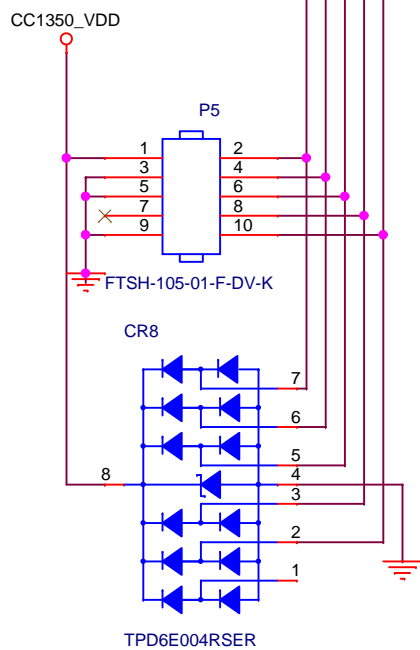 CC1350_VDD
P5
1 2
3 4
5 6
7 8
9 10
FTSH-105-01-F-DV-K
CR8
7
6
5
8 4
3
2
1
TPD6E004RSER